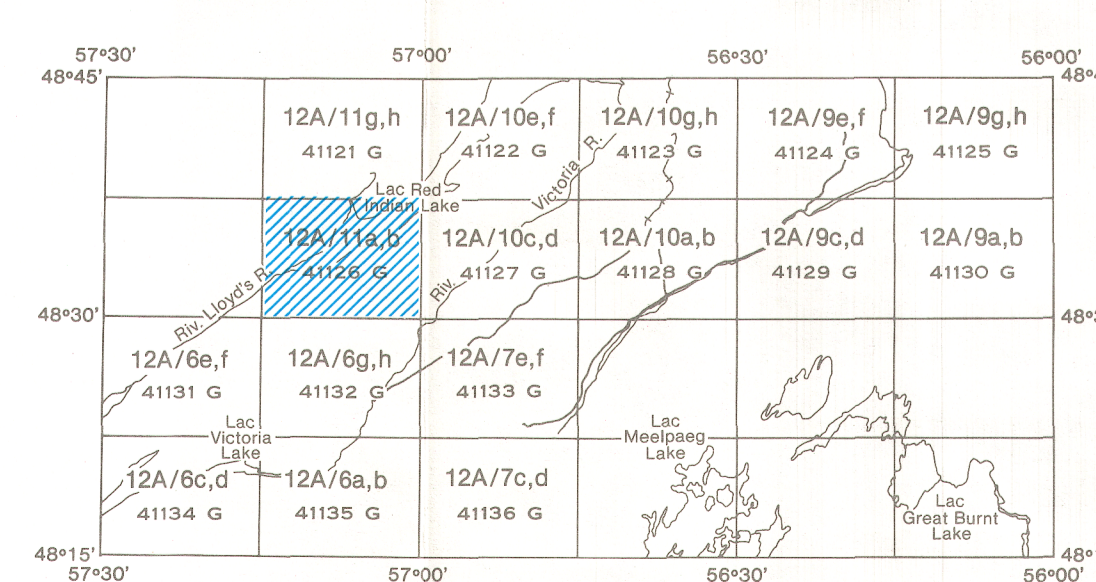 57°30'
57°00'
56°30'
56°00'
48°45'
48°
12A/11g,h
12A/10e,f
12A/10g,h
12A/9e,f
12A/9g,h
41121 G
41122 G
41123 G
41124 G
41125 G
Victoria R.
Lac Red
Indian Lake
12A/11a,b
12A/10c,d
12A/10a,b
12A/9c,d
12A/9a,b
41126 G
41127 G
41128 G
41129 G
41130 G
Riv. Lloyd's R.
Riv.
48°30'
48°
12A/6e,f
12A/6g,h
12A/7e,f
41131 G
41132 G
41133 G
Lac
Victoria
Lake
Lac
Meelpaeg
Lake
12A/6c,d
12A/6a,b
12A/7c,d
41134 G
41135 G
41136 G
Lac
Great Burnt
Lake
48°15'
48°
57°30'
57°00'
56°30'
56°00'